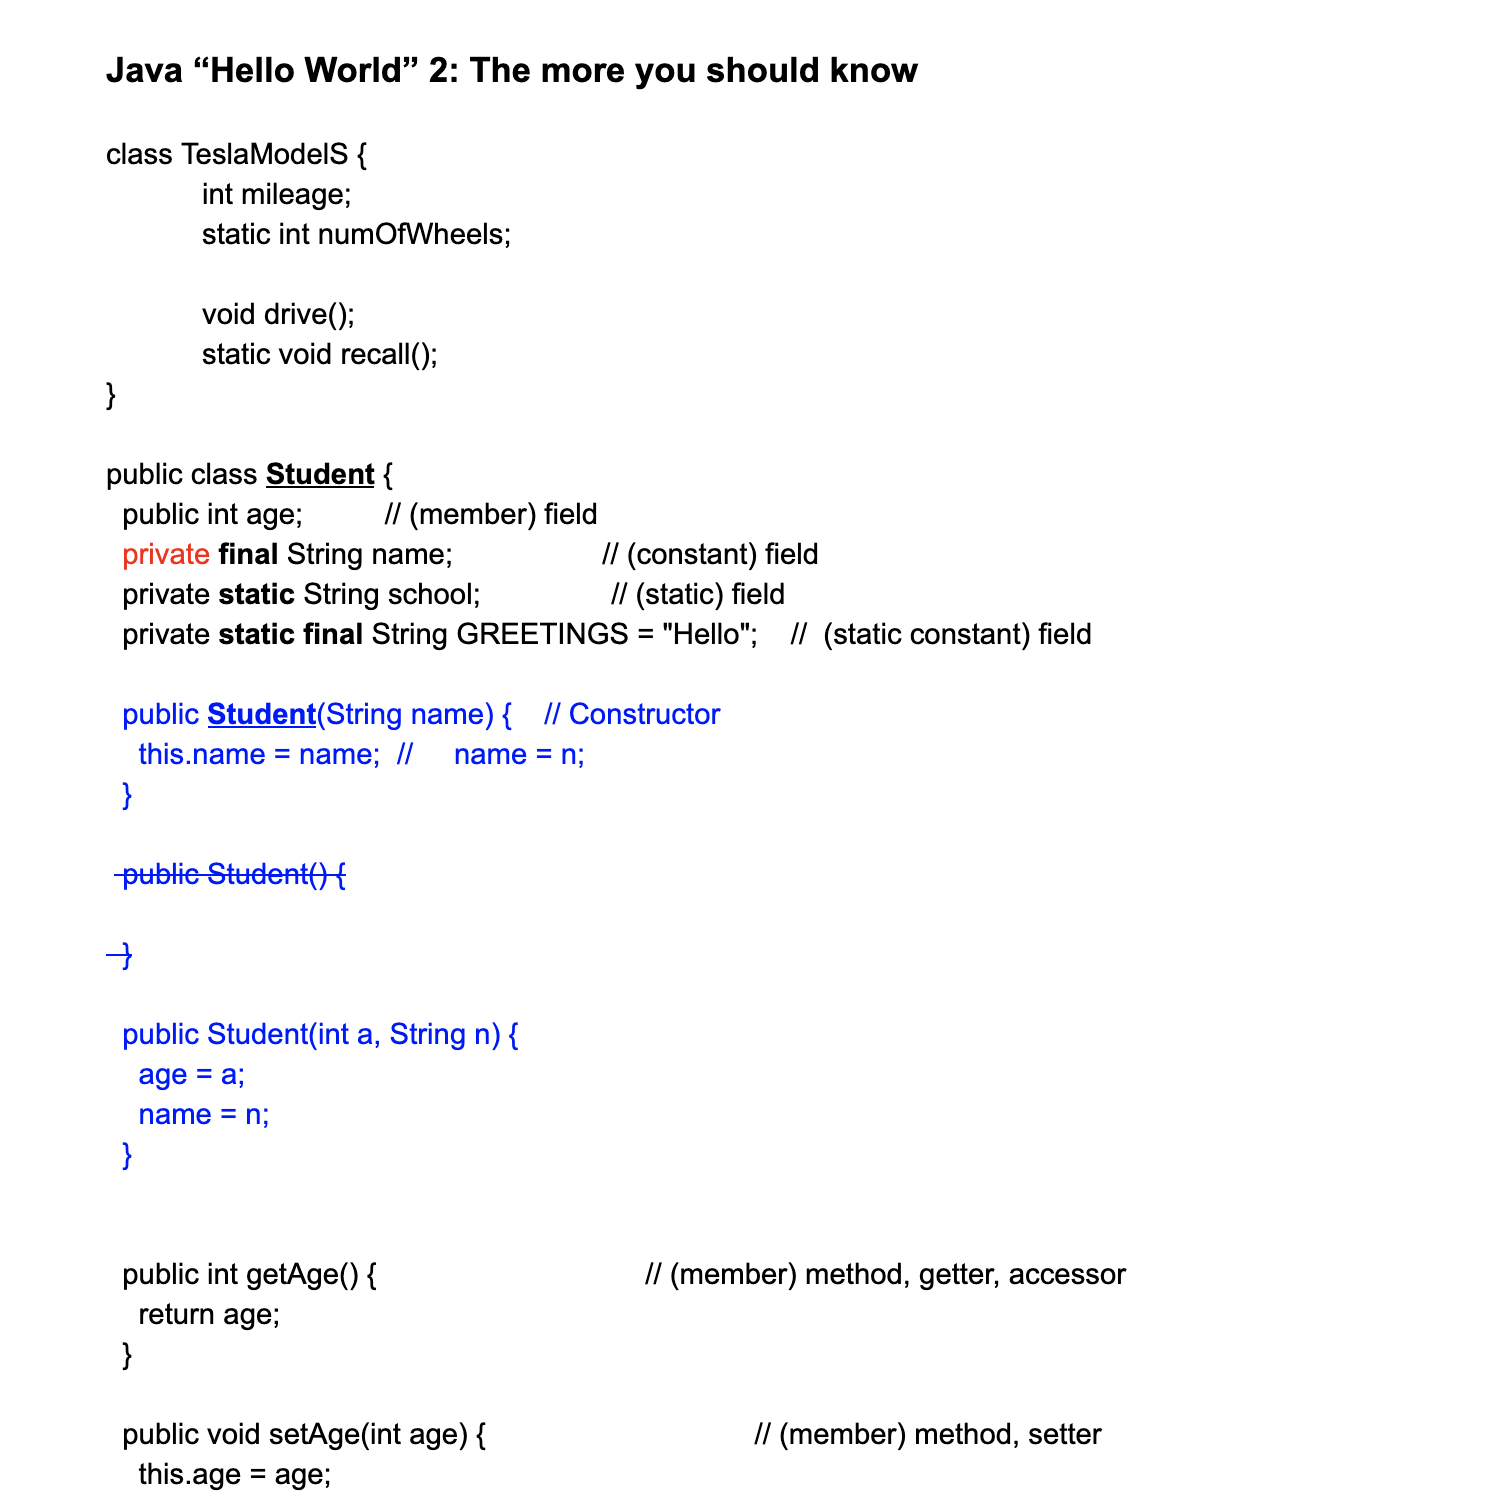 Java “Hello World” 2: The more you should know
class TeslaModelS {
int mileage;
static int numOfWheels;
void drive();
static void recall();
}
public class Student {
public int age; // (member) field
private final String name; // (constant) field
private static String school; // (static) field
private static final String GREETINGS = "Hello"; // (static constant) field
public Student(String name) { // Constructor
this.name = name; // name = n;
}
public Student() {
}
public Student(int a, String n) {
age = a;
name = n;
}
public int getAge() { // (member) method, getter, accessor
return age;
}
public void setAge(int age) { // (member) method, setter
this.age = age;